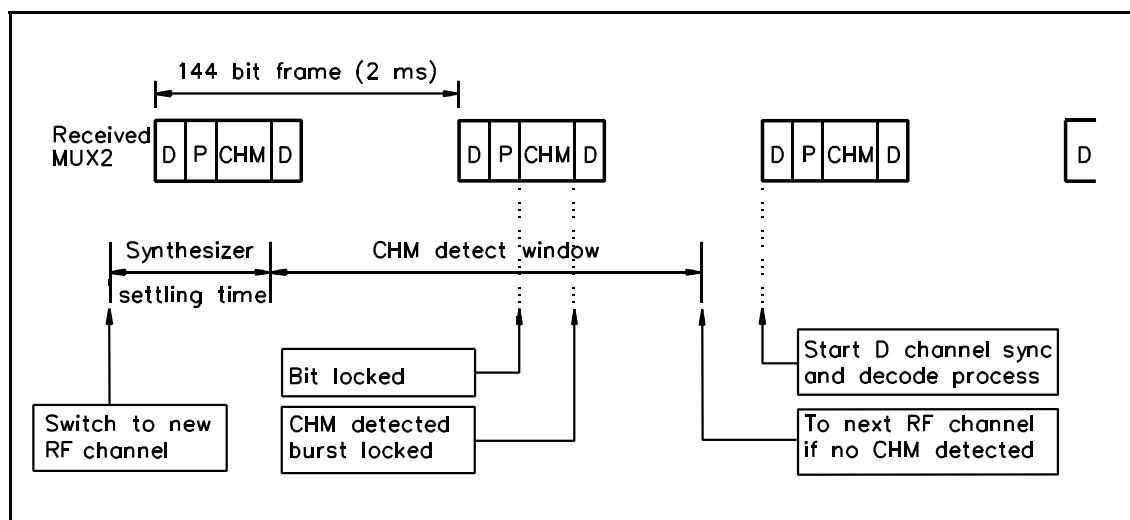 144 bit frame (2 ms)
Received
MUX2
D P CHM D
D P CHM D
D P CHM D
D
Synthesizer
settling time
CHM detect window
Bit locked
CHM detected
burst locked
Switch to new
RF channel
Start D channel sync
and decode process
To next RF channel
if no CHM detected